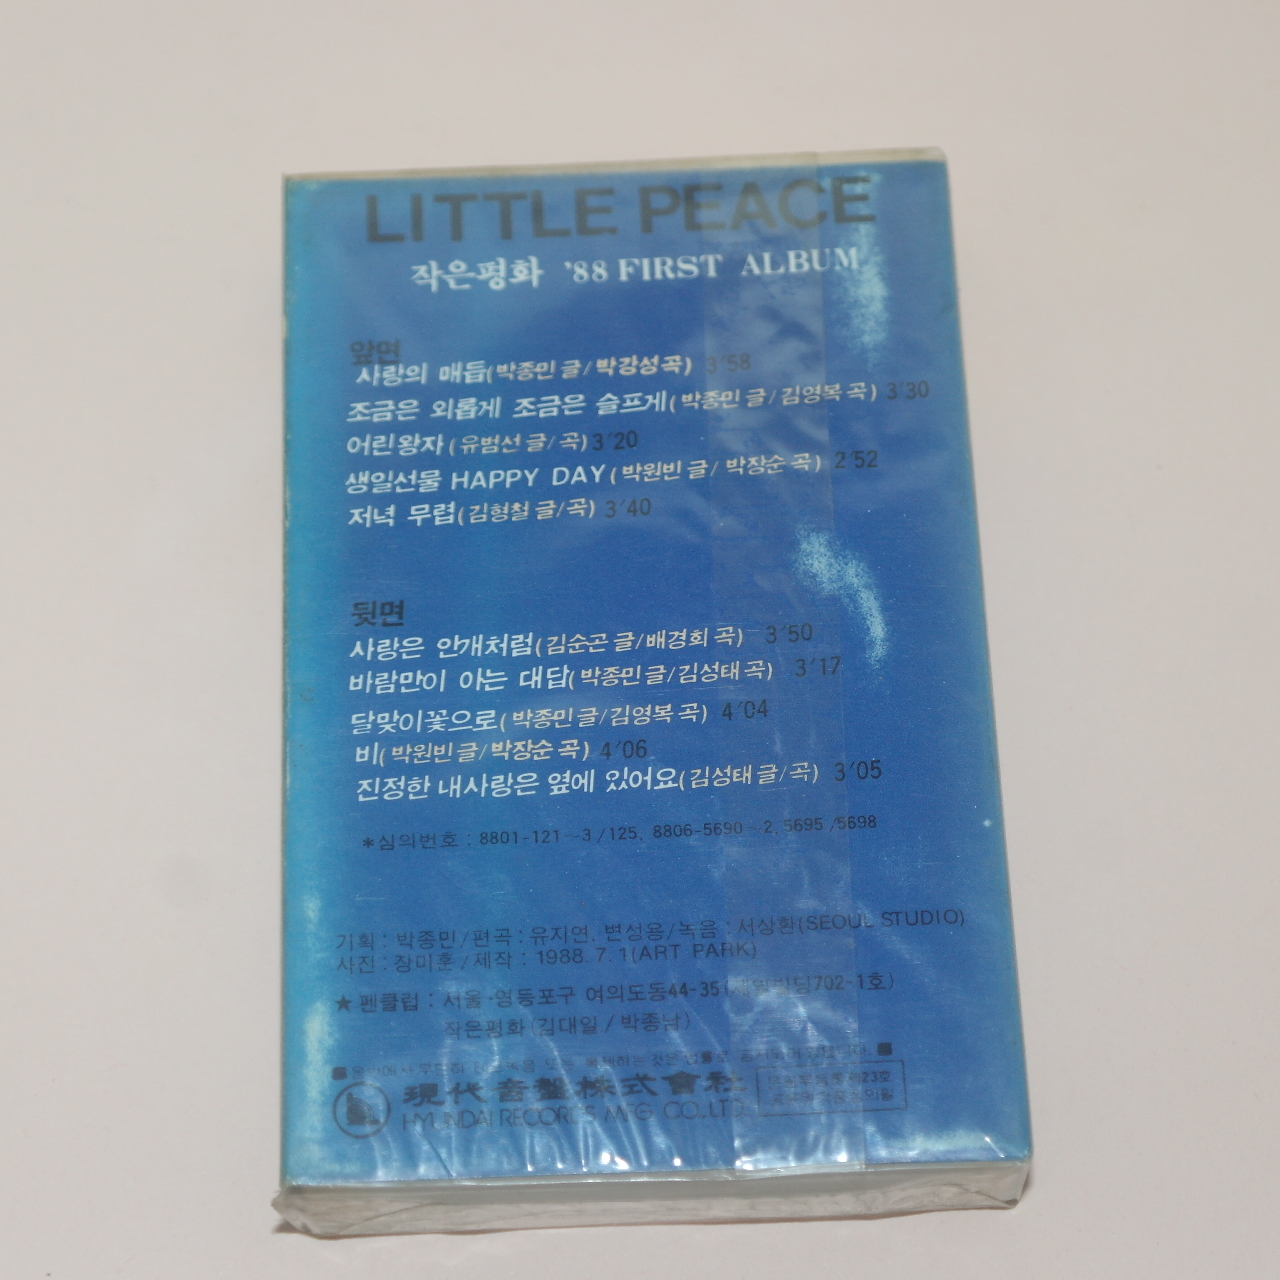 LITTLE PEACE
작은평화 '88 FIRST ALBUM
앞면
사랑의 매듭(박종민 글/박강성 곡) 3'58
조금은 외롭게 조금은 슬프게(박종민 글/김영복 곡) 3'30
어린왕자(유범선 글/곡) 3'20
생일선물 HAPPY DAY(박원빈 글/박장순 곡) 2'52
저녁 무렵(김형철 글/곡) 3'40
뒷면
사랑은 안개처럼(김순곤 글/배경희 곡) 3'50
바람만이 아는 대답(박종민 글/김성태 곡) 3'17
달맞이꽃으로(박종민 글/김영복 곡) 4'04
비(박원빈 글/박장순 곡) 4'06
진정한 내사랑은 옆에 있어요(김성태 글/곡) 3'05
*심의번호 : 8801-121~3/125, 8806-5690~2, 5695/5698
기획 : 박종민/편곡 : 유지연, 변성용/녹음 : 서상환(SEOUL STUDIO)
사진 : 장미훈/제작 : 1988. 7. 1(ART PARK)
★펜클럽 : 서울·영등포구 여의도동44-35 702-1호)
작은평화(김대일/박종남)
것은
現代音盤株式會社
HYUNDAI RECORDS MFG CO.LTD